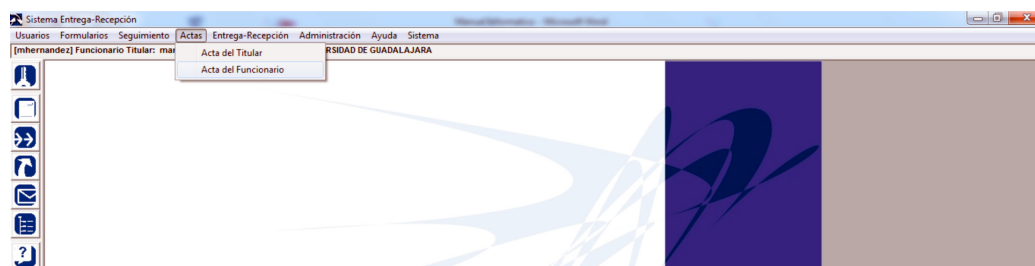 Sistema Entrega-Recepción
Usuarios Formularios Seguimiento Actas Entrega-Recepción Administración Ayuda Sistema
[mhernandez] Funcionario Titular: mar RSIDAD DE GUADALAJARA
Acta del Titular
Acta del Funcionario
?